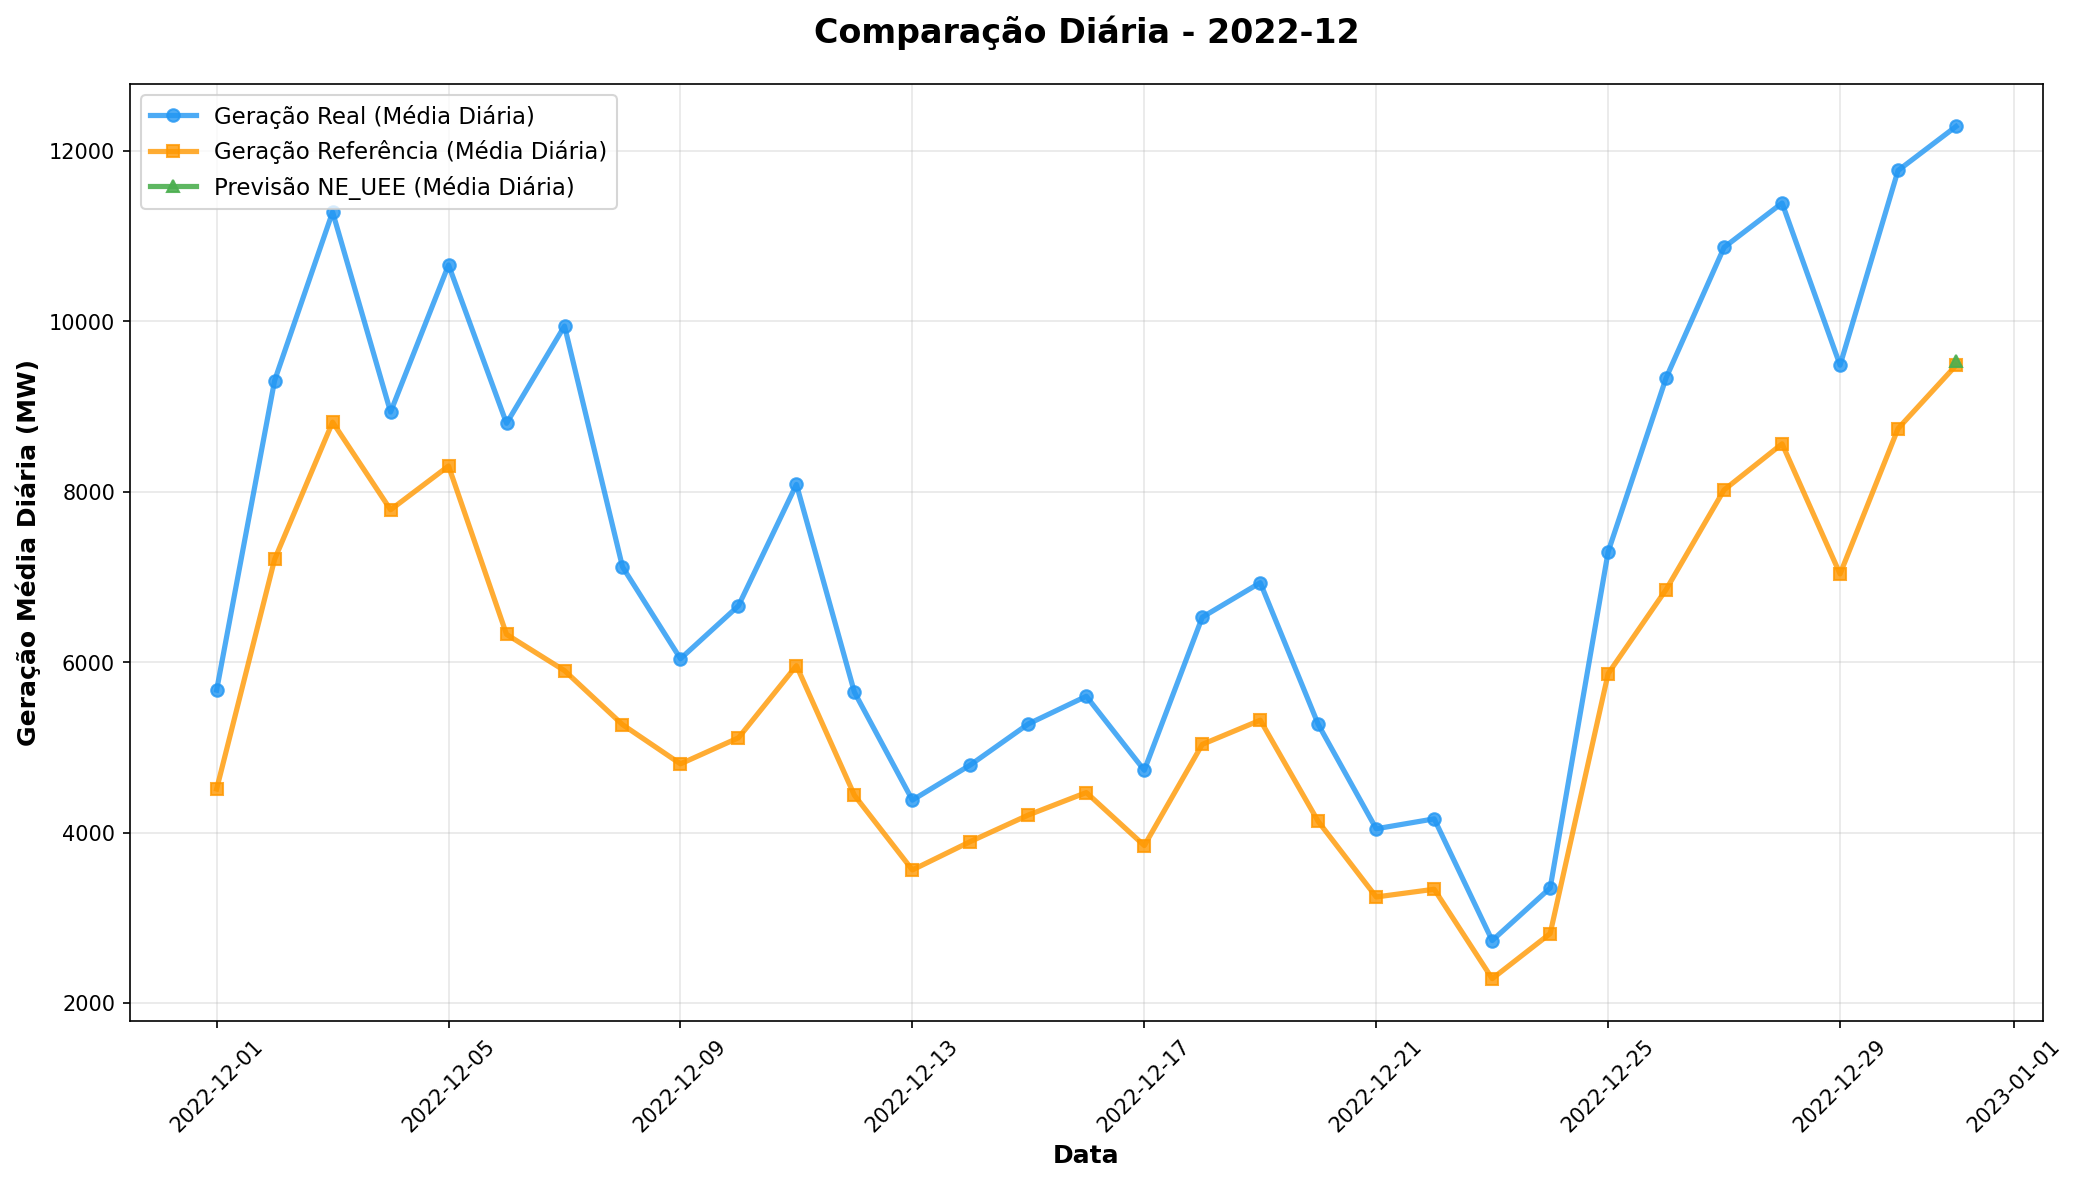 Comparação Diária - 2022-12
Geração Real (Média Diária)
Geração Referência (Média Diária)
Previsão NE_UEE (Média Diária)
Geração Média Diária (MW)
12000
10000
8000
6000
4000
2000
2022-12-01
2022-12-05
2022-12-09
2022-12-13
2022-12-17
2022-12-21
2022-12-25
2022-12-29
2023-01-01
Data